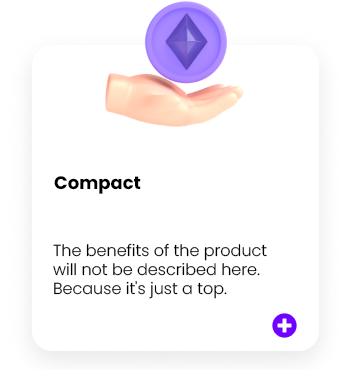 Compact
The benefits of the product
will not be described here.
Because it's just a top.